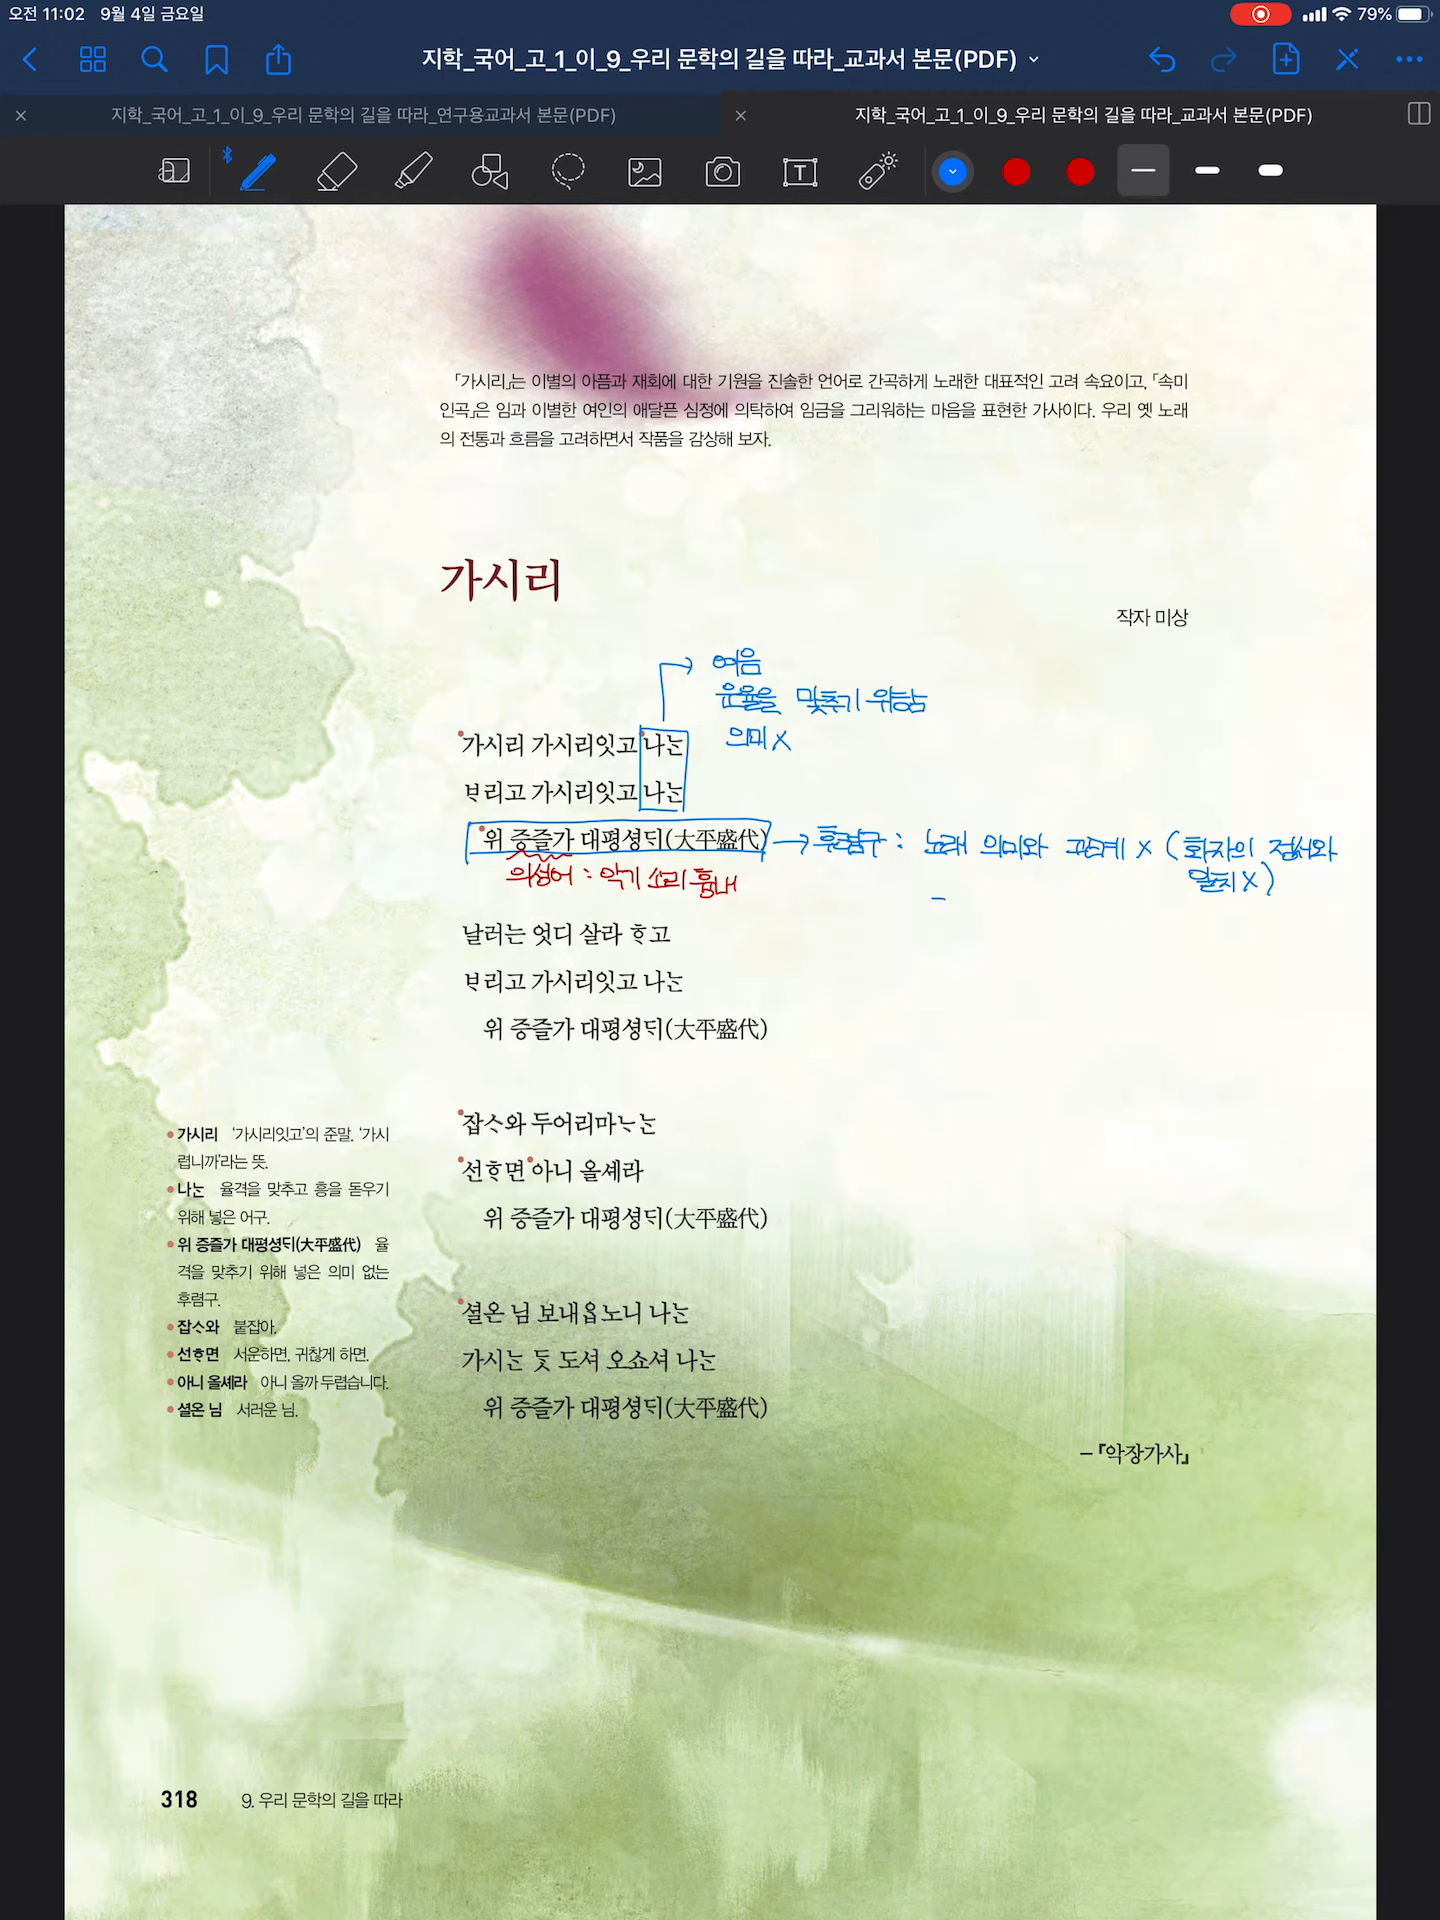 오전 11:02 9월 4일 금요일
79%
지학_국어_고_1_이_9_우리 문학의 길을 따라_교과서 본문(PDF)
지학_국어_고_1_이_9_우리 문학의 길을 따라_연구용교과서 본문(PDF)
지학_국어_고_1_이_9_우리 문학의 길을 따라_교과서 본문(PDF)
「가시리」는 이별의 아픔과 재회에 대한 기원을 진솔한 언어로 간곡하게 노래한 대표적인 고려 속요이고, 「속미
인곡」은 임과 이별한 여인의 애달픈 심정에 의탁하여 임금을 그리워하는 마음을 표현한 가사이다. 우리 옛 노래
의 전통과 흐름을 고려하면서 작품을 감상해 보자.
가시리
작자 미상
여음
운율을 맞추기 위함
의미 X
가시리 가시리잇고 나ᄂᆞᆫ
ᄇᆞ리고 가시리잇고 나ᄂᆞᆫ
위 증즐가 대평셩ᄃᆡ(大平盛代)
후렴구 : 노래 의미와 관계 X (화자의 정서와
일치 X)
의성어 : 악기 소리 흉내
날러는 엇디 살라 ᄒᆞ고
ᄇᆞ리고 가시리잇고 나ᄂᆞᆫ
위 증즐가 대평셩ᄃᆡ(大平盛代)
잡ᄉᆞ와 두어리마ᄂᆞᄂᆞᆫ
선ᄒᆞ면 아니 올셰라
위 증즐가 대평셩ᄃᆡ(大平盛代)
셜온 님 보내ᄋᆞᆸ노니 나ᄂᆞᆫ
가시ᄂᆞᆫ ᄃᆞᆺ 도셔 오쇼셔 나ᄂᆞᆫ
위 증즐가 대평셩ᄃᆡ(大平盛代)
–『악장가사』
가시리 '가시리잇고'의 준말. '가시
렵니까'라는 뜻.
나ᄂᆞᆫ 율격을 맞추고 흥을 돋우기
위해 넣은 어구.
위 증즐가 대평셩ᄃᆡ(大平盛代) 율
격을 맞추기 위해 넣은 의미 없는
후렴구.
잡ᄉᆞ와 붙잡아.
선ᄒᆞ면 서운하면, 귀찮게 하면.
아니 올셰라 아니 올까 두렵습니다.
셜온 님 서러운 님.
318 9. 우리 문학의 길을 따라